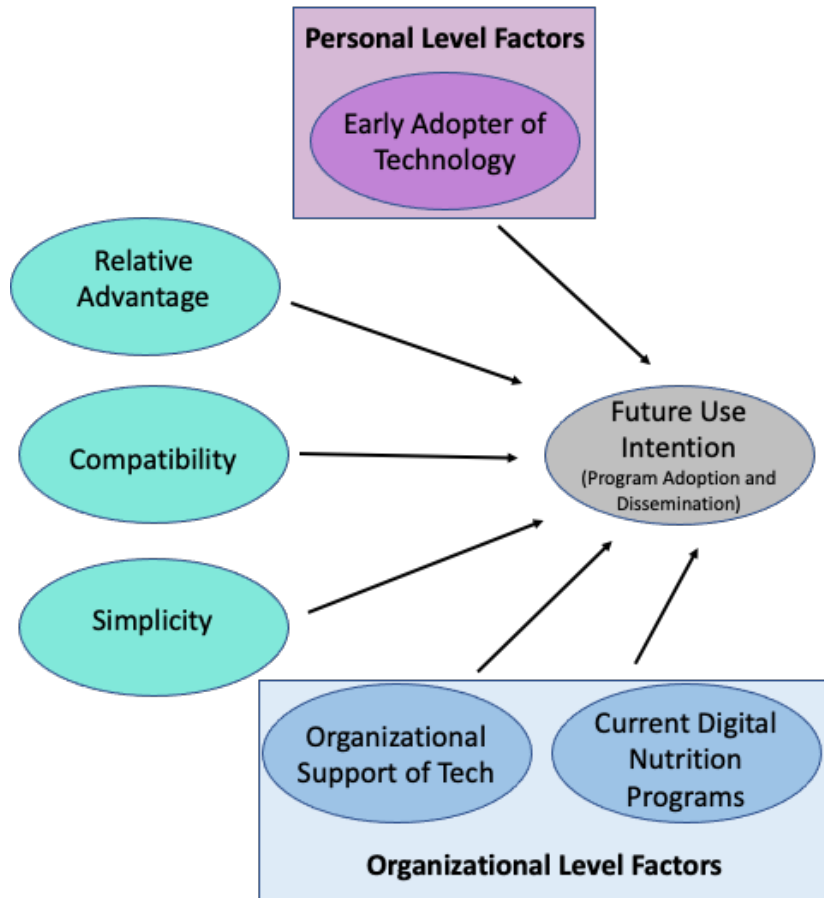 Personal Level Factors
Early Adopter of
Technology
Relative
Advantage
Compatibility
Simplicity
Future Use
Intention
(Program Adoption and
Dissemination)
Organizational
Support of Tech
Current Digital
Nutrition
Programs
Organizational Level Factors